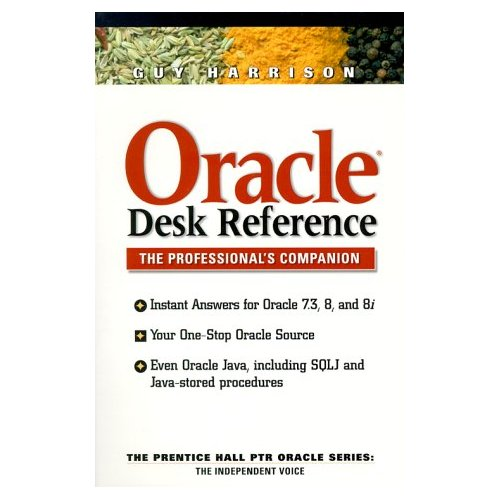 GUY HARRISON
Oracle®
Desk Reference
THE PROFESSIONAL'S COMPANION
Instant Answers for Oracle 7.3, 8, and 8i
Your One-Stop Oracle Source
Even Oracle Java, including SQLJ and
Java-stored procedures
THE PRENTICE HALL PTR ORACLE SERIES:
THE INDEPENDENT VOICE